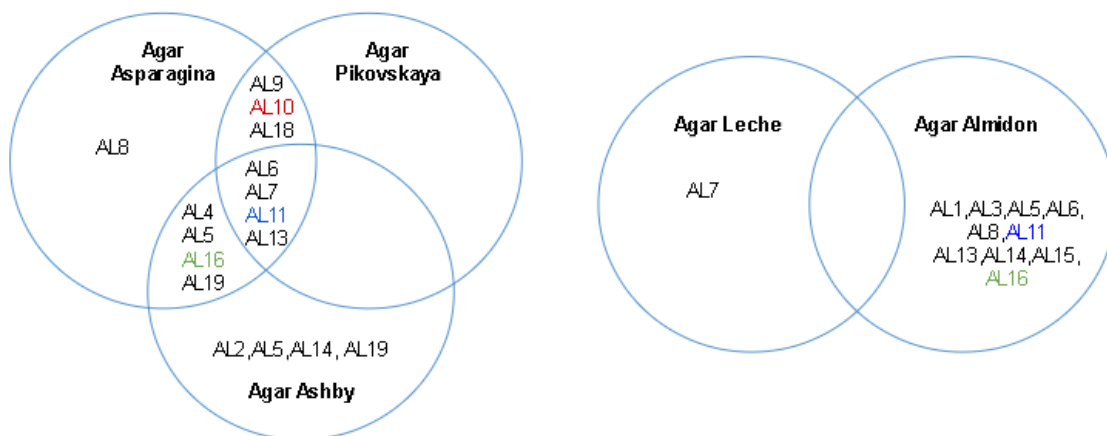 Agar
Asparagina
Agar
Pikovskaya
AL9
AL10
AL18
AL8
AL6
AL7
AL11
AL13
AL4
AL5
AL16
AL19
AL2,AL5,AL14, AL19
Agar Ashby
Agar Leche
Agar Almidon
AL7
AL1,AL3,AL5,AL6,
AL8,AL11
AL13,AL14,AL15,
AL16